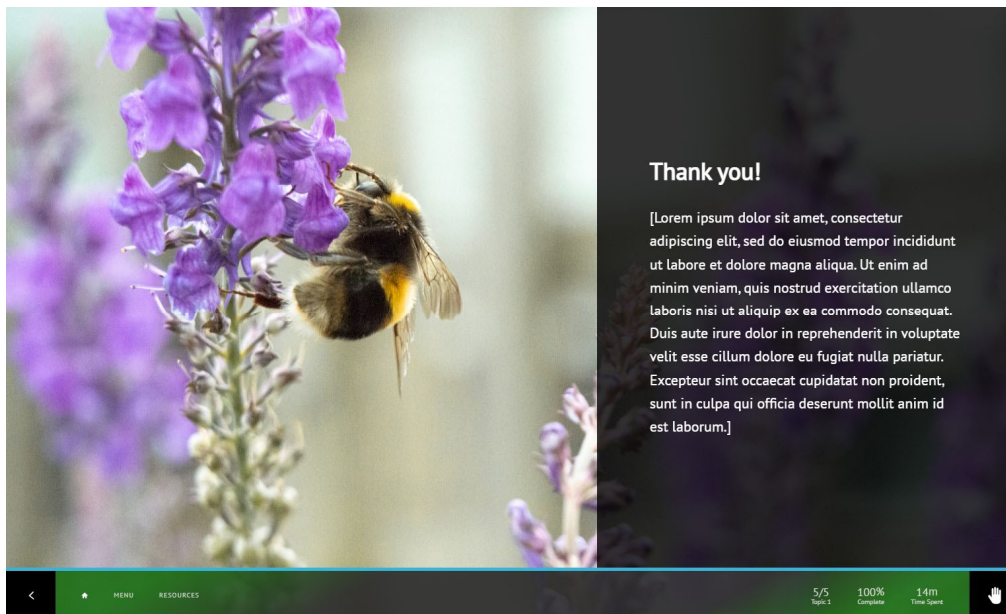 Thank you!
[Lorem ipsum dolor sit amet, consectetur
adipiscing elit, sed do eiusmod tempor incididunt
ut labore et dolore magna aliqua. Ut enim ad
minim veniam, quis nostrud exercitation ullamco
laboris nisi ut aliquip ex ea commodo consequat.
Duis aute irure dolor in reprehenderit in voluptate
velit esse cillum dolore eu fugiat nulla pariatur.
Excepteur sint occaecat cupidatat non proident,
sunt in culpa qui officia deserunt mollit anim id
est laborum.]
MENU RESOURCES
5/5 100% 14m
Topic 1 Complete Time Spent